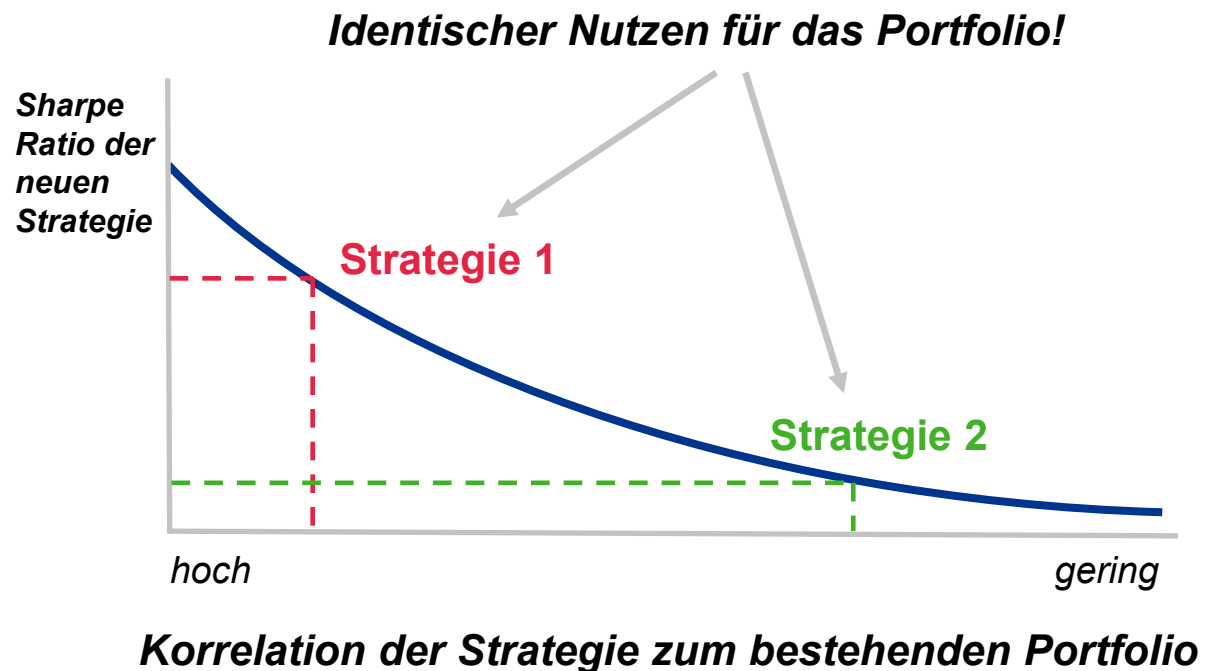 Identischer Nutzen für das Portfolio!
Sharpe
Ratio der
neuen
Strategie
Strategie 1
Strategie 2
hoch
gering
Korrelation der Strategie zum bestehenden Portfolio